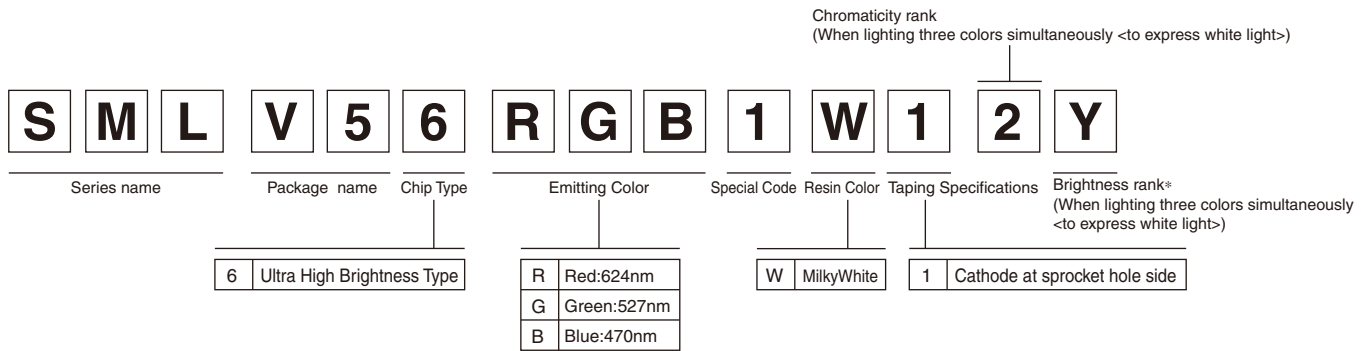 Chromaticity rank
(When lighting three colors simultaneously <to express white light>)
S M L V 5 6 R G B 1 W 1 2 Y
Series name Package name Chip Type Emitting Color Special Code Resin Color Taping Specifications Brightness rank*
(When lighting three colors simultaneously
<to express white light>)
6 Ultra High Brightness Type
R Red:624nm
G Green:527nm
B Blue:470nm
W MilkyWhite
1 Cathode at sprocket hole side